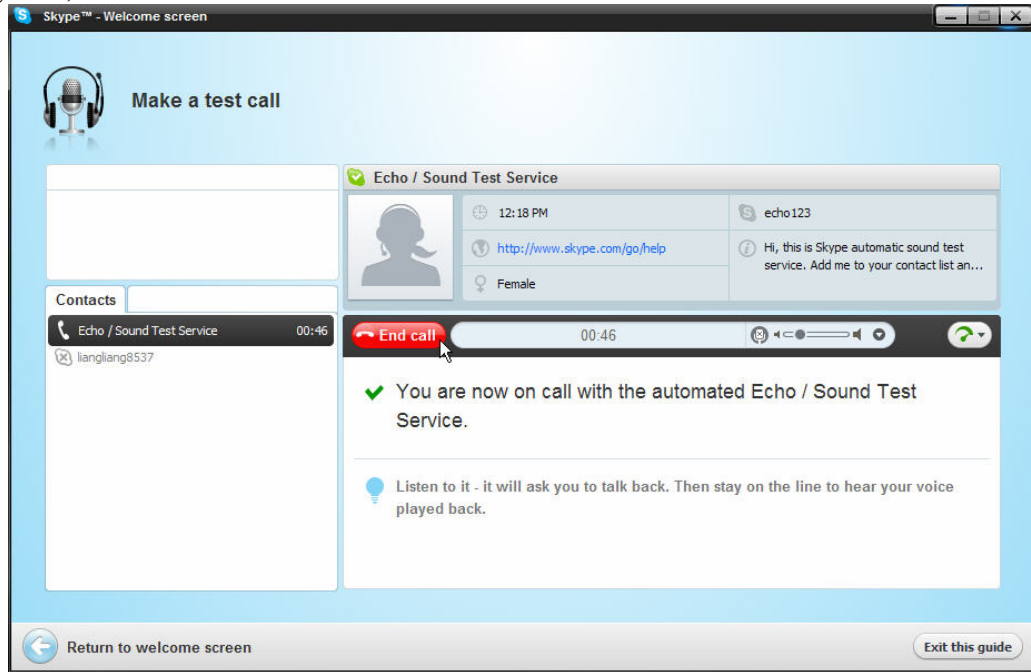 Skype™ - Welcome screen
Make a test call
Echo / Sound Test Service
12:18 PM
echo123
http://www.skype.com/go/help
Hi, this is Skype automatic sound test
service. Add me to your contact list an...
Female
Contacts
Echo / Sound Test Service 00:46
liangliang8537
End call 00:46
You are now on call with the automated Echo / Sound Test
Service.
Listen to it - it will ask you to talk back. Then stay on the line to hear your voice
played back.
Return to welcome screen
Exit this guide